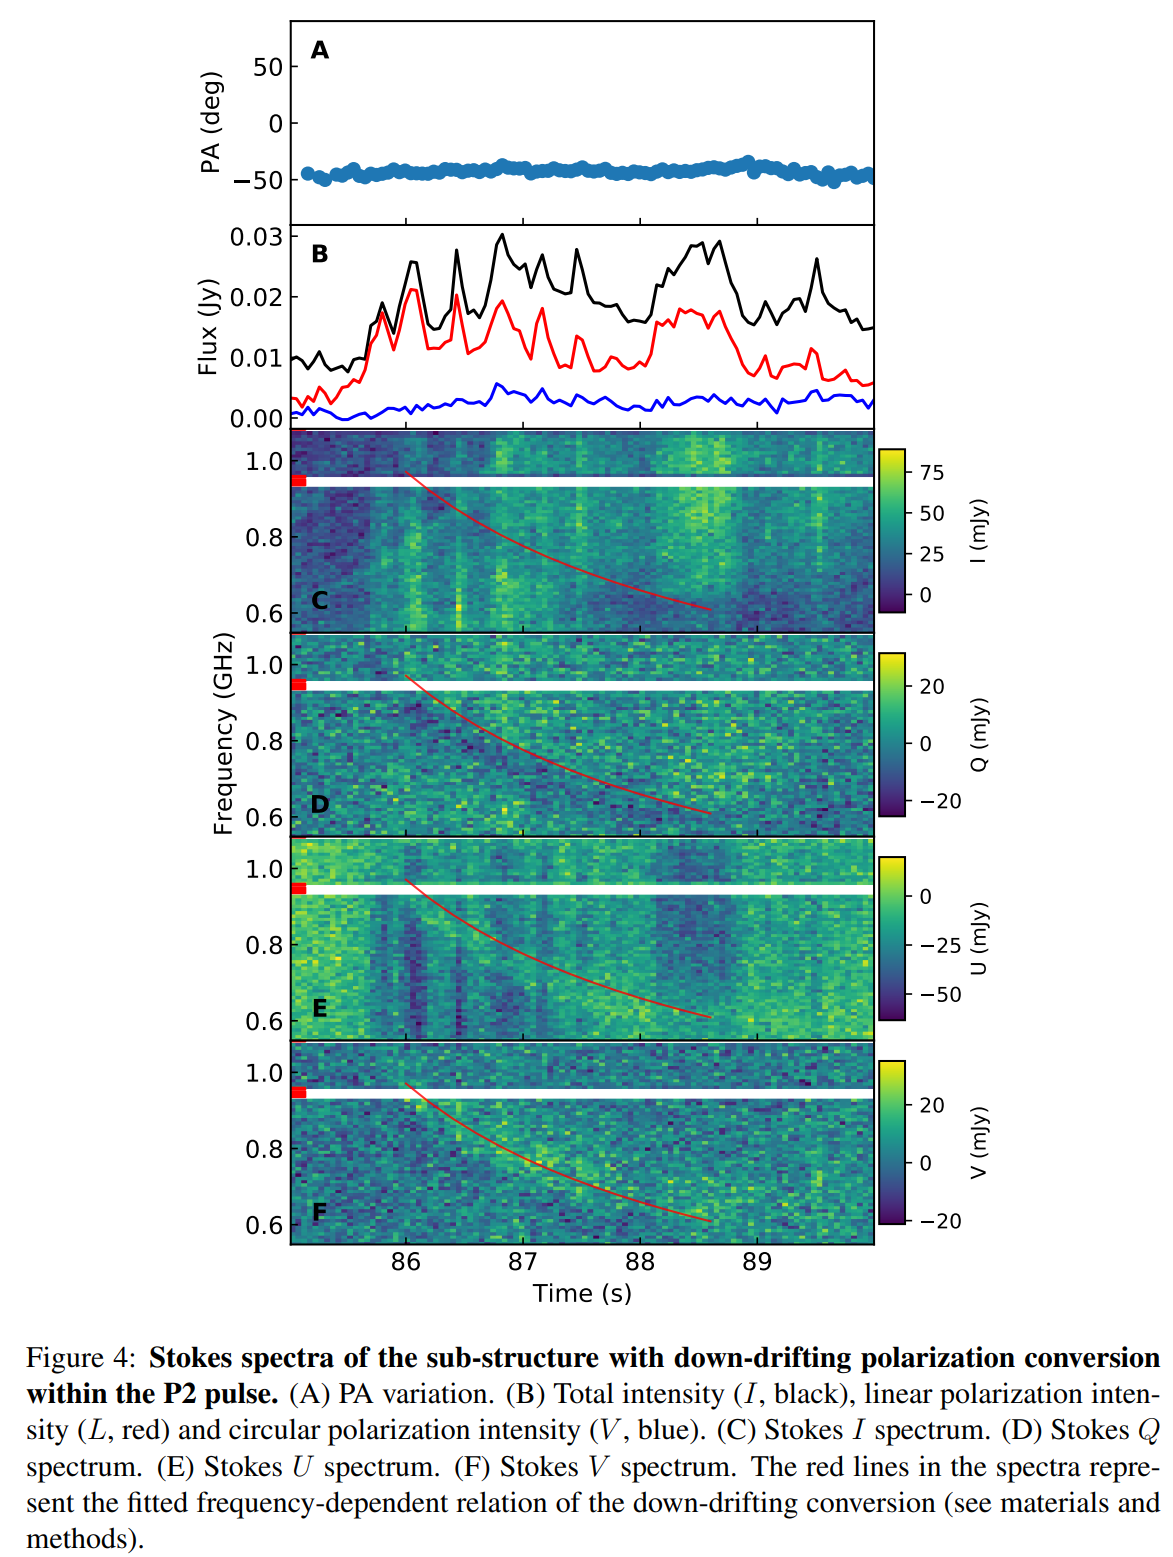 A
50
0
−50
PA (deg)
B
0.03
0.02
0.01
0.00
Flux (Jy)
C
1.0
0.8
0.6
75
50
25
0
I (mJy)
Frequency (GHz)
D
1.0
0.8
0.6
20
0
−20
Q (mJy)
E
1.0
0.8
0.6
0
−25
−50
U (mJy)
F
1.0
0.8
0.6
20
0
−20
V (mJy)
86 87 88 89
Time (s)
Figure 4: Stokes spectra of the sub-structure with down-drifting polarization conversion
within the P2 pulse. (A) PA variation. (B) Total intensity (I, black), linear polarization inten-
sity (L, red) and circular polarization intensity (V, blue). (C) Stokes I spectrum. (D) Stokes Q
spectrum. (E) Stokes U spectrum. (F) Stokes V spectrum. The red lines in the spectra repre-
sent the fitted frequency-dependent relation of the down-drifting conversion (see materials and
methods).